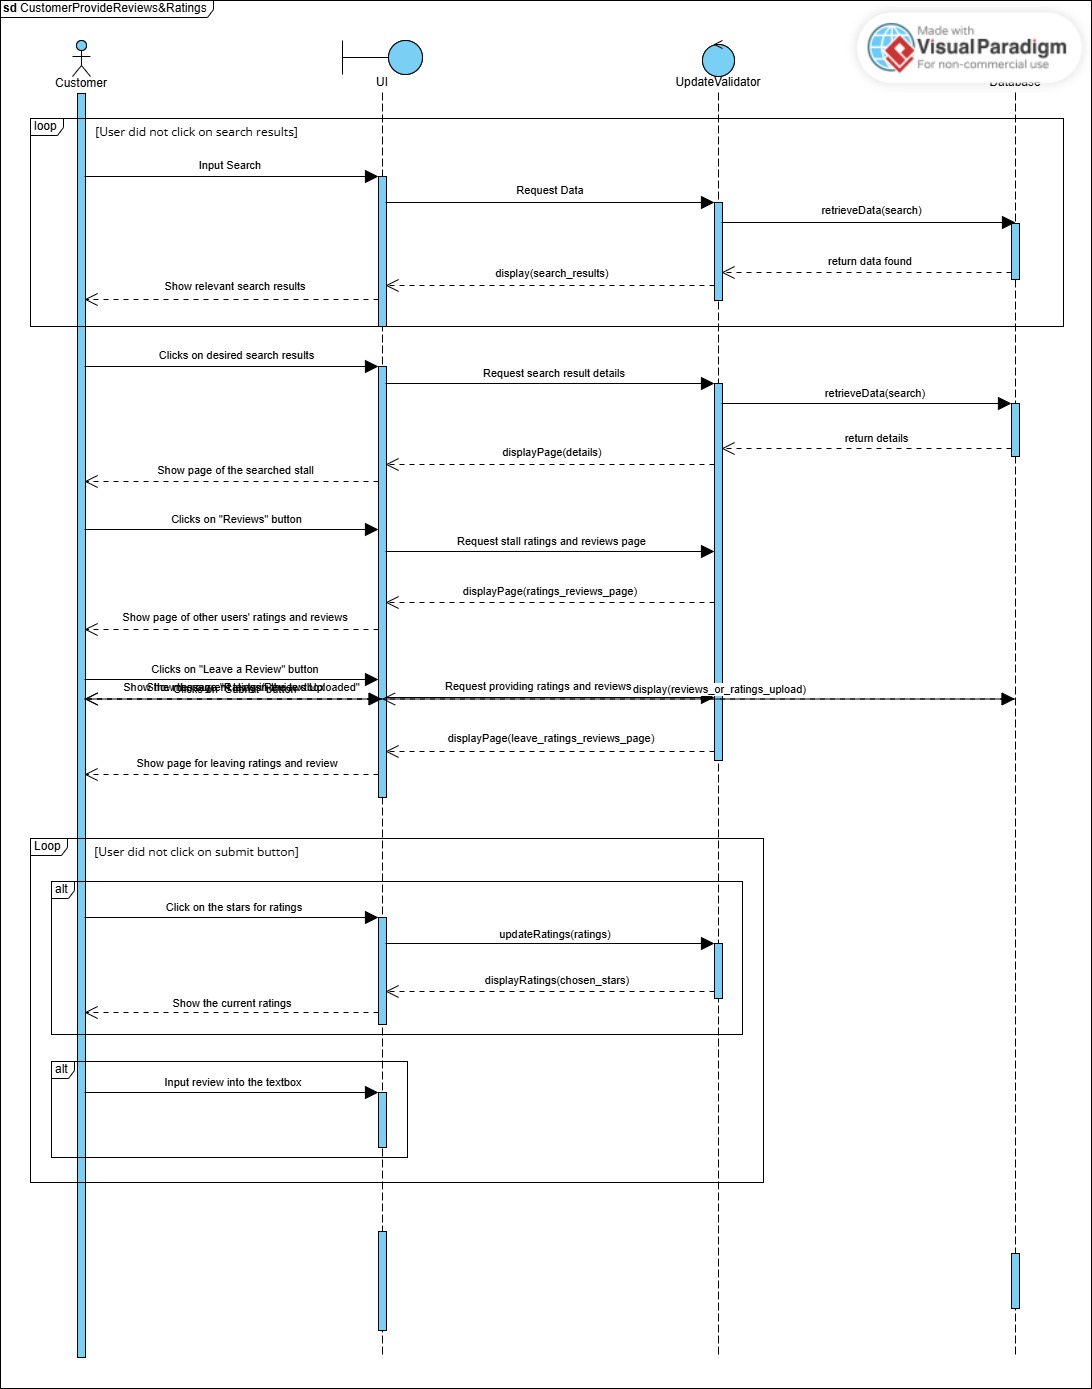 sd CustomerProvideReviews&Ratings
Made with
VisualParadigm
For non-commercial use
Customer
UI
UpdateValidator
Database
loop
[User did not click on search results]
Input Search
Request Data
retrieveData(search)
return data found
display(search_results)
Show relevant search results
Clicks on desired search results
Request search result details
retrieveData(search)
return details
displayPage(details)
Show page of the searched stall
Clicks on "Reviews" button
Request stall ratings and reviews page
displayPage(ratings_reviews_page)
Show page of other users' ratings and reviews
Clicks on "Leave a Review" button
Request providing ratings and reviews
display(reviews_or_ratings_upload)
displayPage(leave_ratings_reviews_page)
Show page for leaving ratings and review
Loop
[User did not click on submit button]
alt
Click on the stars for ratings
updateRatings(ratings)
displayRatings(chosen_stars)
Show the current ratings
alt
Input review into the textbox